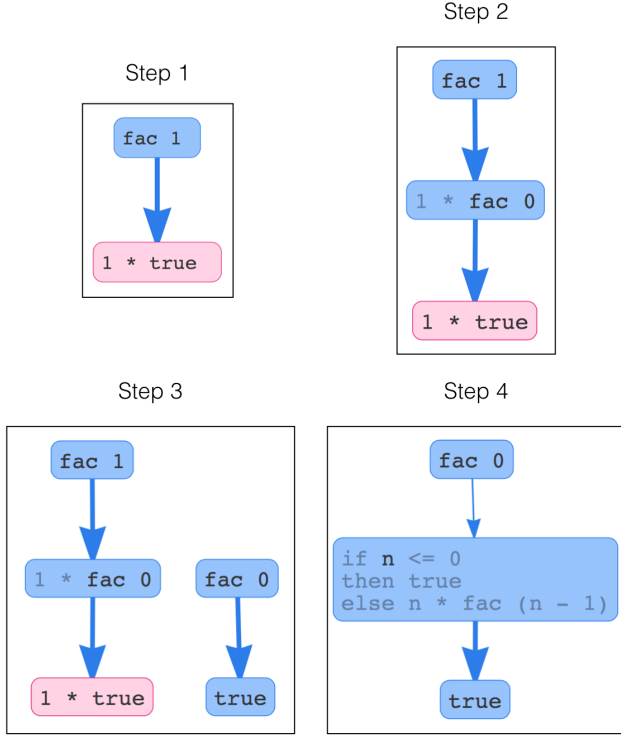 Step 1
fac 1
1 * true
Step 2
fac 1
1 * fac 0
1 * true
Step 3
fac 1
1 * fac 0
fac 0
1 * true
true
Step 4
fac 0
if n <= 0
then true
else n * fac (n - 1)
true